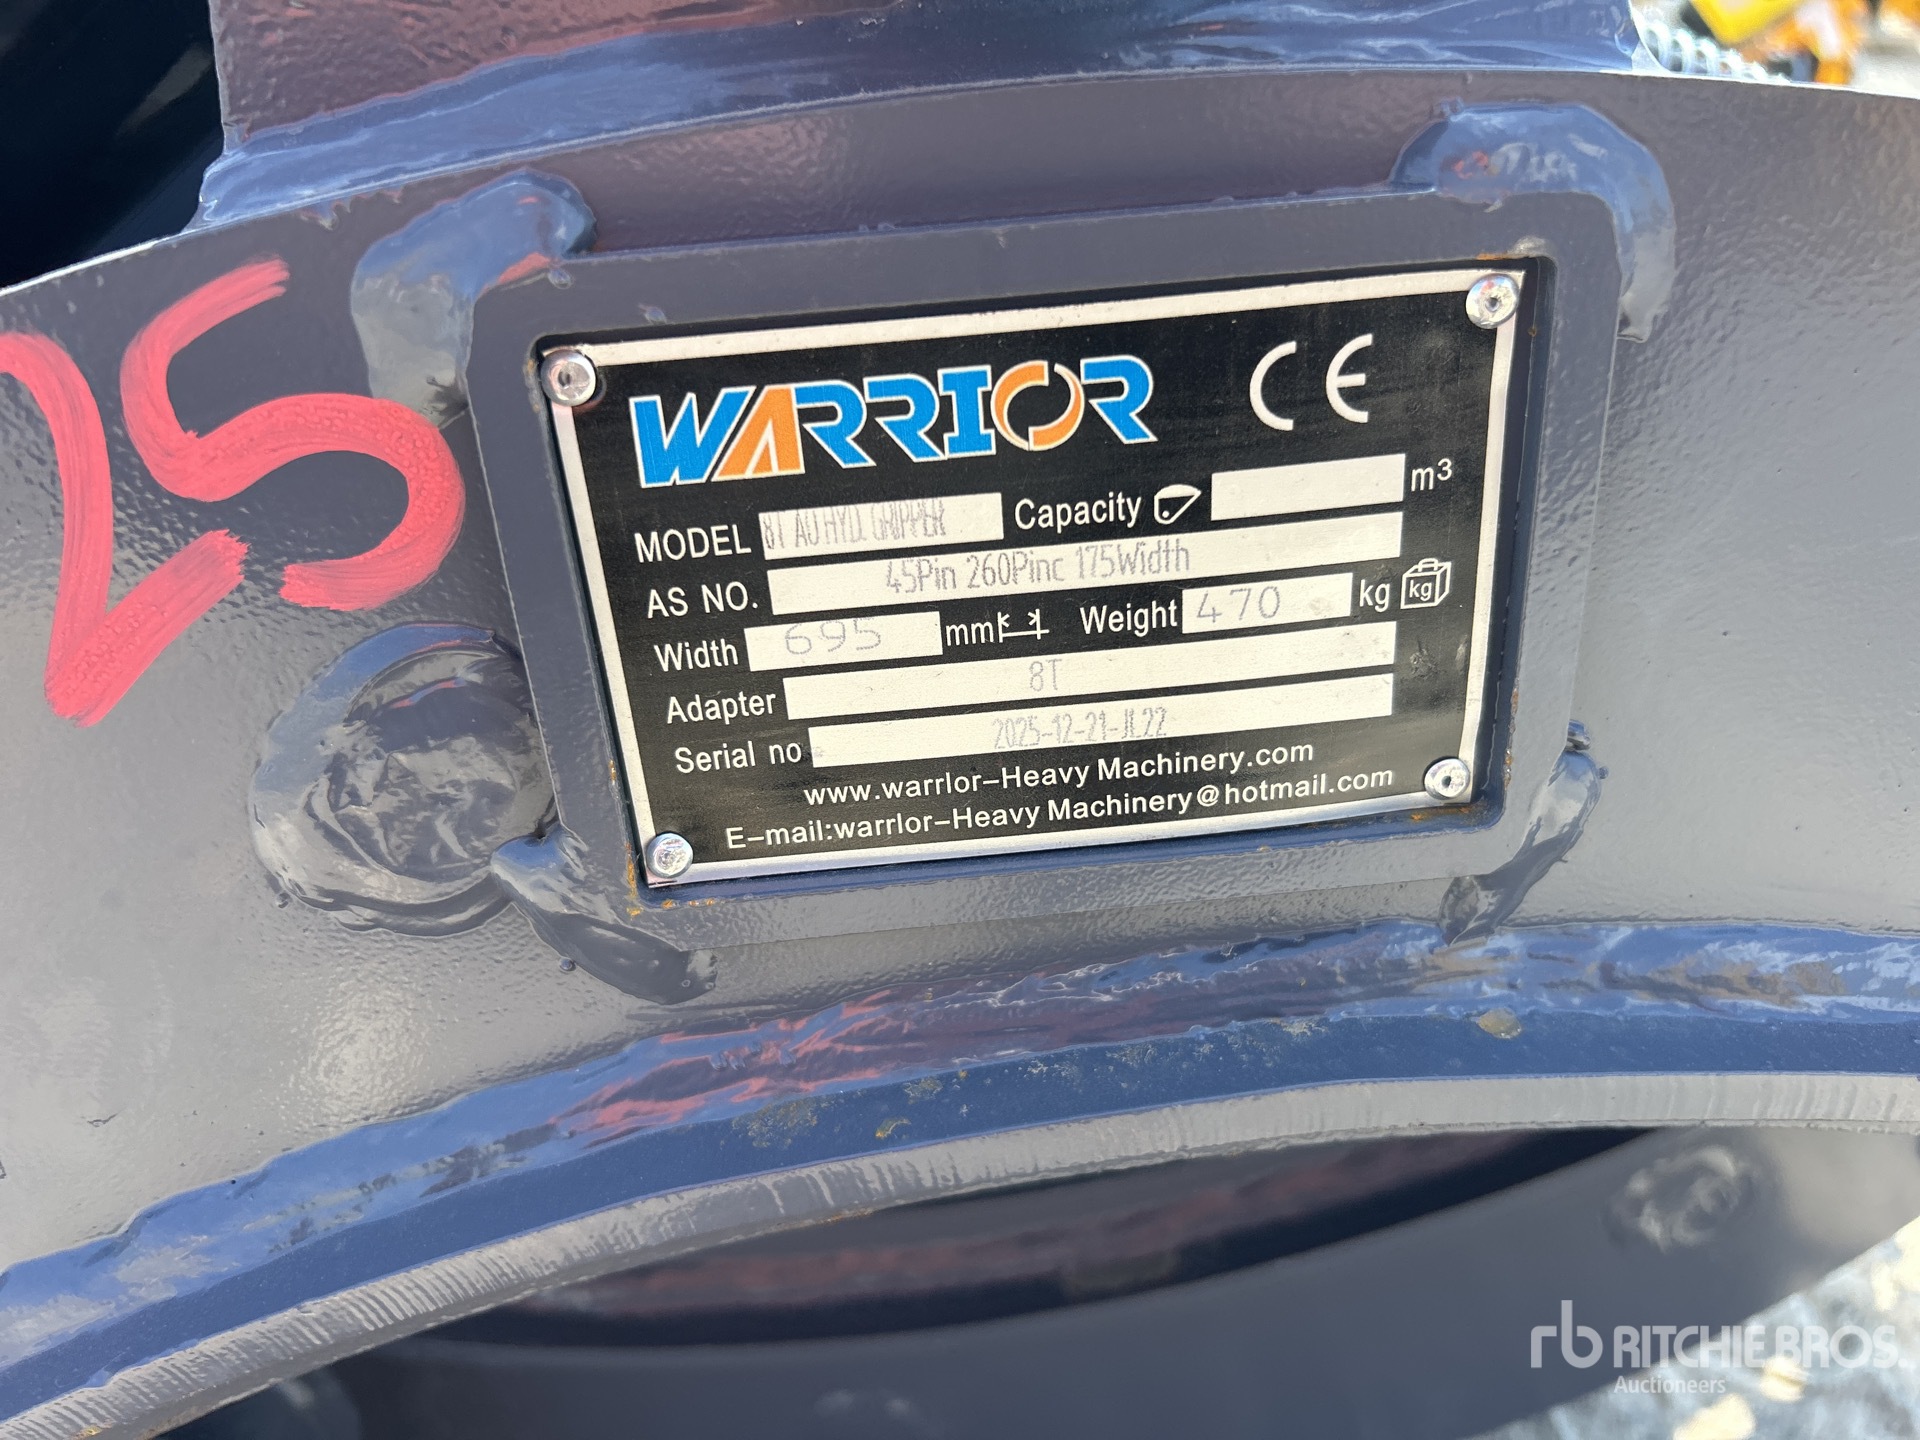 25
WARRIOR CE
MODEL 8T AU HYD. GRIPPER Capacity m3
AS NO. 45Pin 260Pinc 175Width
Width 695 mm Weight 470 kg kg
Adapter 8T
Serial no 2025-12-21-JL22
www.warrlor-Heavy Machinery.com
E-mail:warrlor-Heavy Machinery@hotmail.com
rb RITCHIE BROS.
Auctioneers